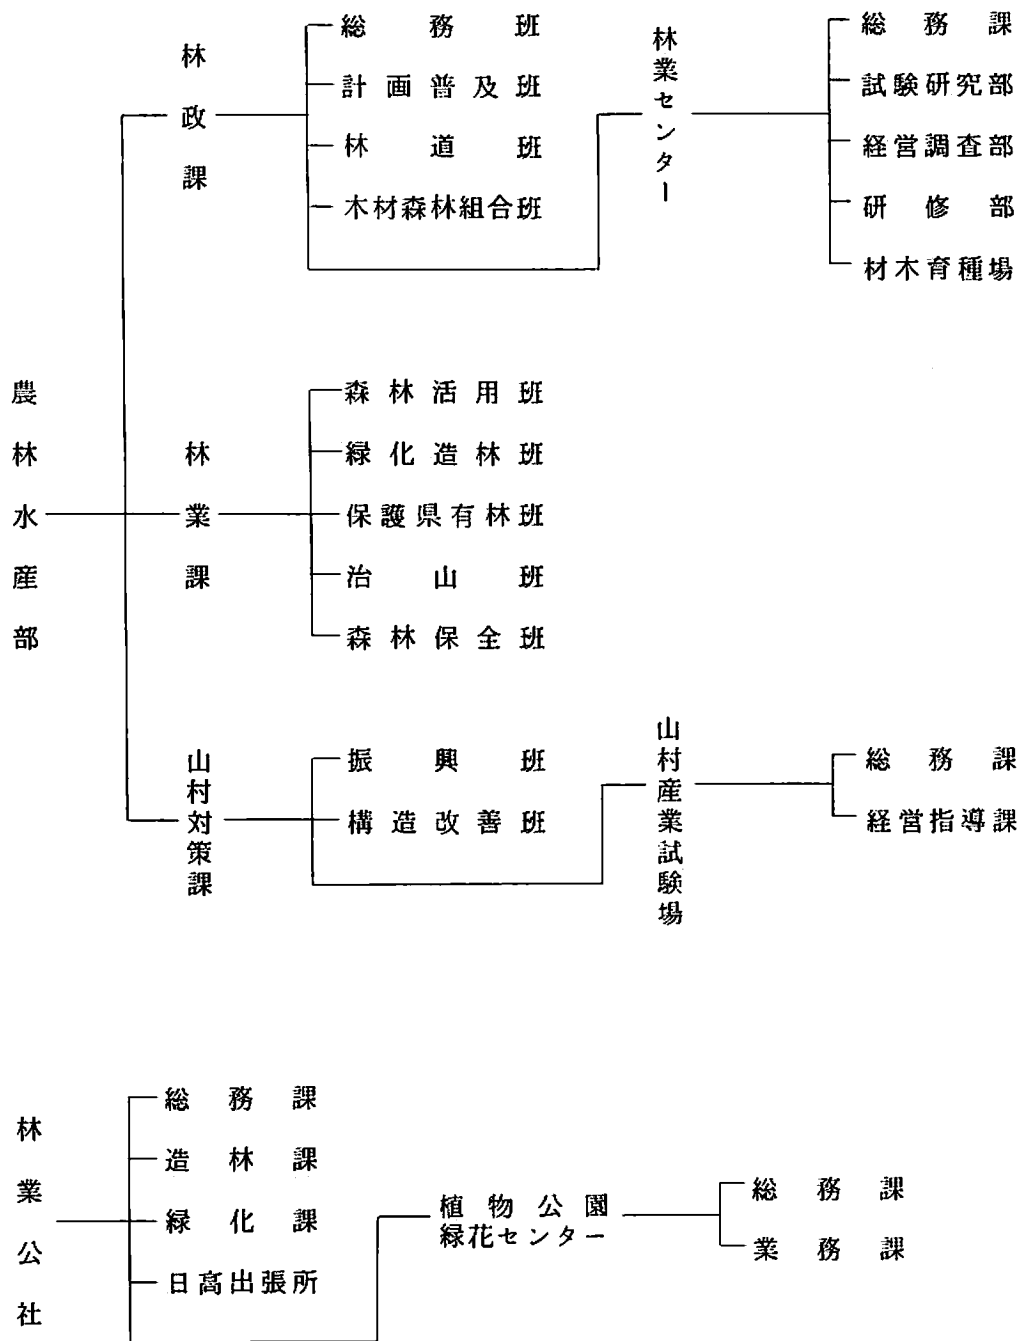 農林水産部
林政課
総務班
計画普及班
林道班
木材森林組合班
林業センター
総務課
試験研究部
経営調査部
研修部
材木育種場
林業課
森林活用班
緑化造林班
保護県有林班
治山班
森林保全班
山村対策課
振興班
構造改善班
山村産業試験場
総務課
経営指導課
林業公社
総務課
造林課
緑化課
日高出張所
植物公園
緑花センター
総務課
業務課